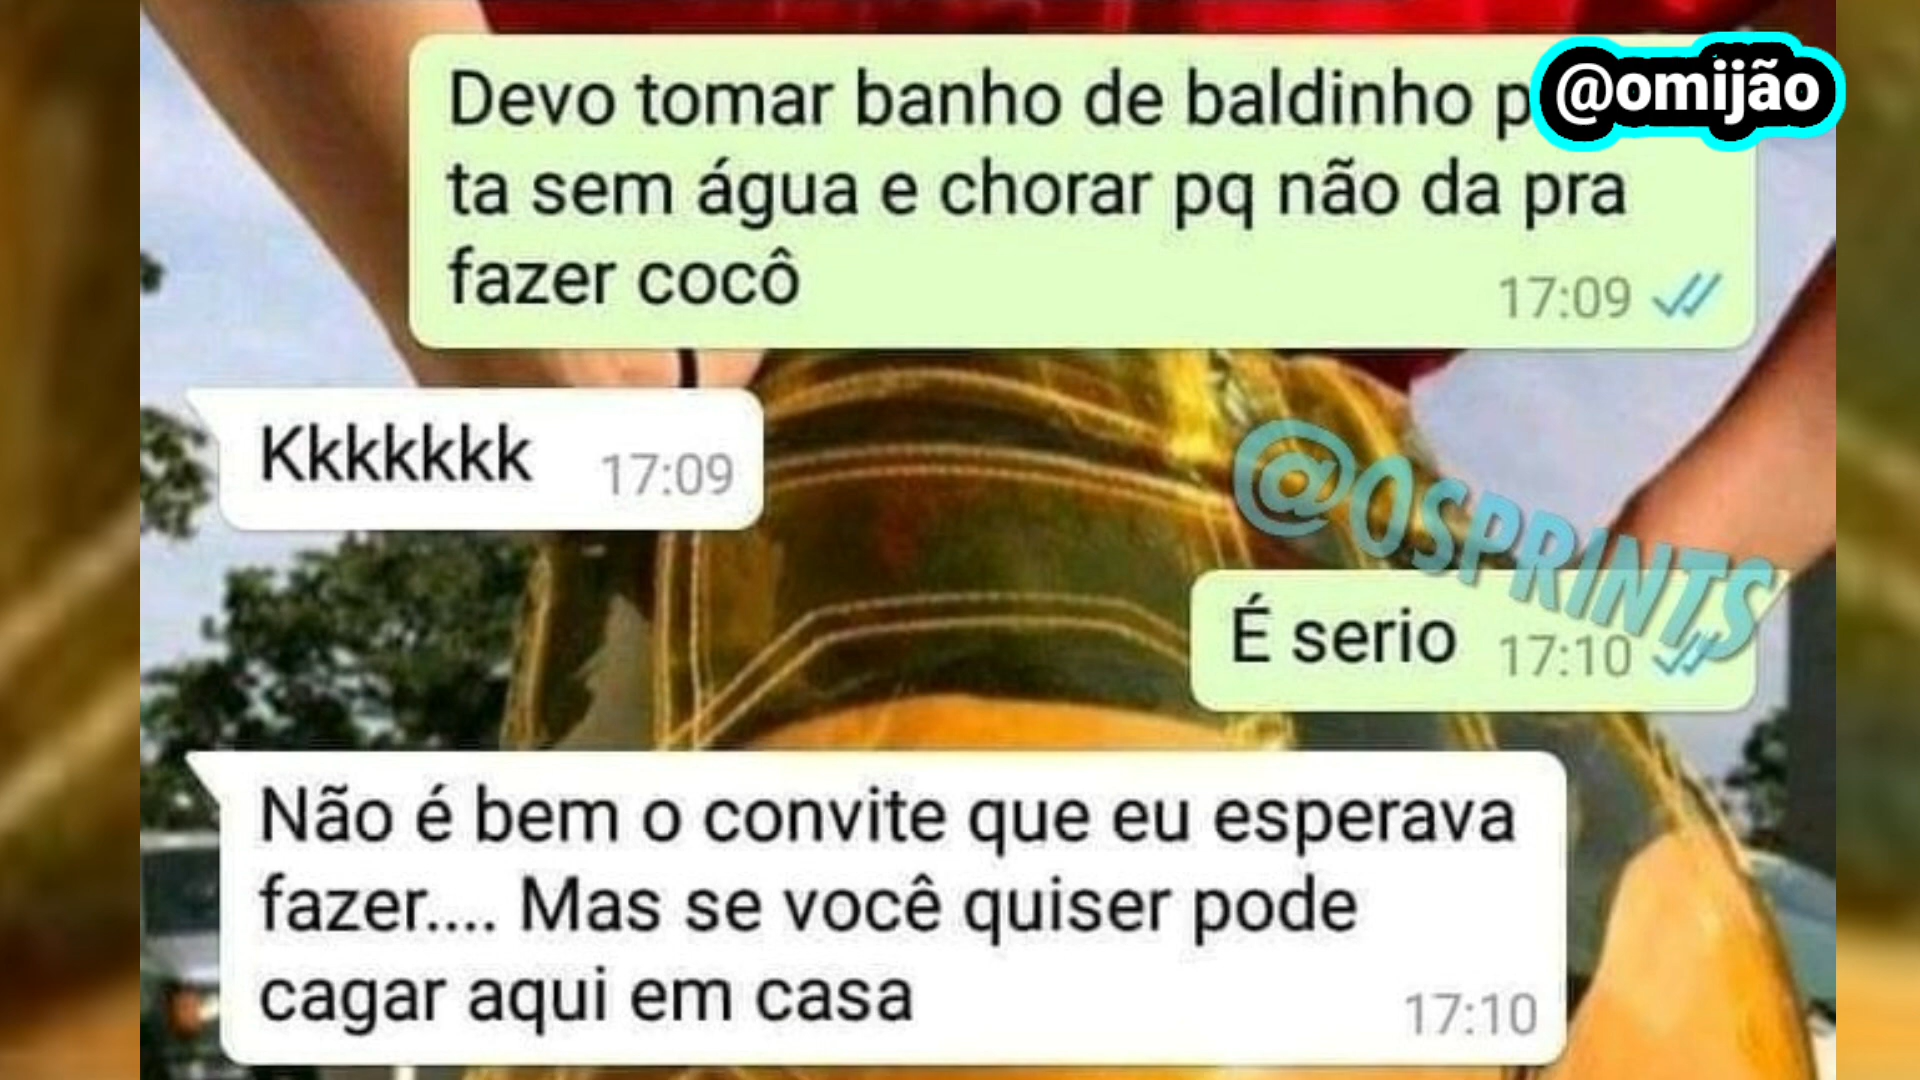 @omijão
Devo tomar banho de baldinho p
ta sem água e chorar pq não da pra
fazer cocô
17:09
Kkkkkkk 17:09
@OSPRINTS
É serio 17:10
Não é bem o convite que eu esperava
fazer.... Mas se você quiser pode
cagar aqui em casa
17:10